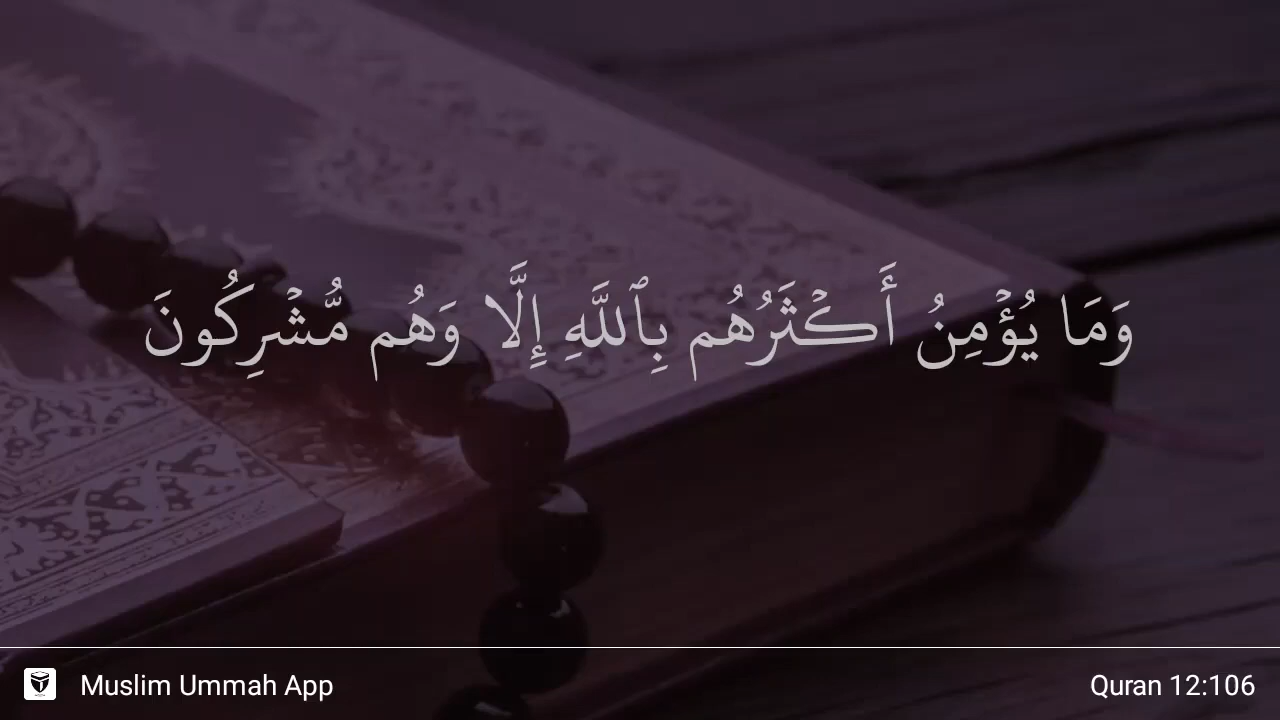 وَمَا يُؤۡمِنُ أَكۡثَرُهُم بِٱللَّهِ إِلَّا وَهُم مُّشۡرِكُونَ
Muslim Ummah App
Quran 12:106